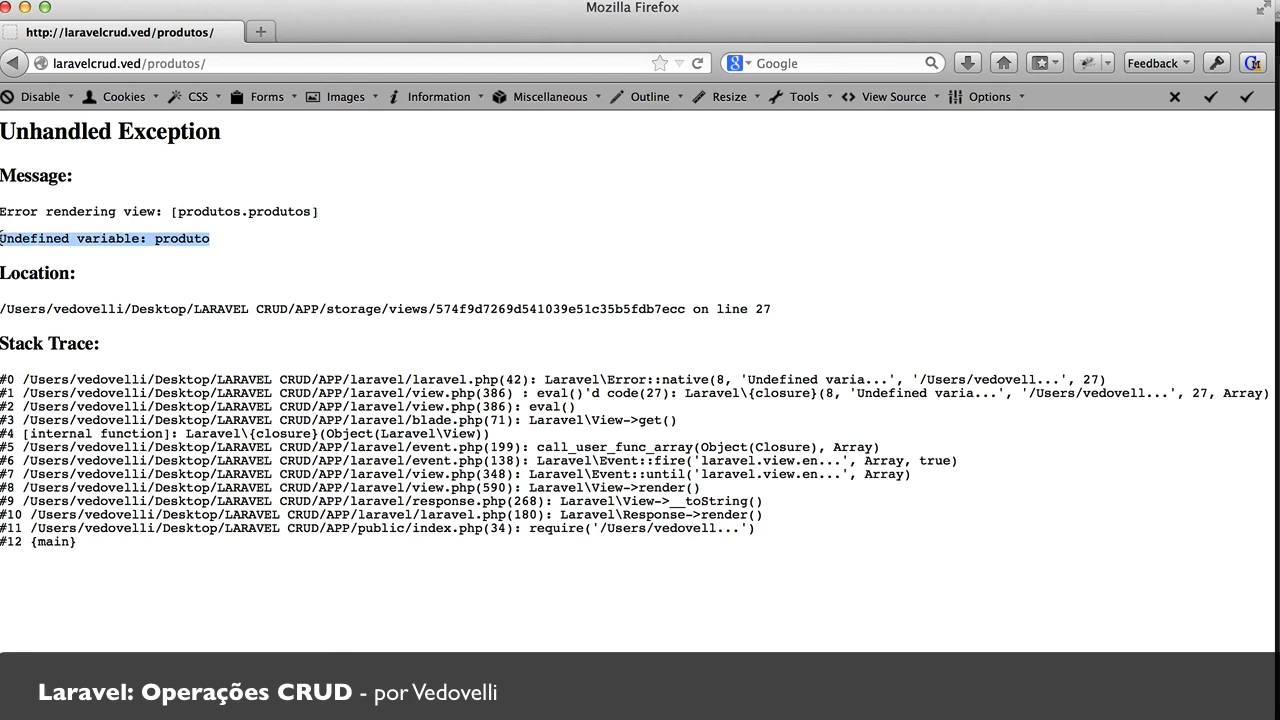 Mozilla Firefox
http://laravelcrud.ved/produtos/
+
laravelcrud.ved/produtos/
Google
Feedback
Disable Cookies CSS Forms Images Information Miscellaneous Outline Resize Tools View Source Options
Unhandled Exception
Message:
Error rendering view: [produtos.produtos]
Undefined variable: produto
Location:
/Users/vedovelli/Desktop/LARAVEL CRUD/APP/storage/views/574f9d7269d541039e51c35b5fdb7ecc on line 27
Stack Trace:
#0 /Users/vedovelli/Desktop/LARAVEL CRUD/APP/laravel/laravel.php(42): Laravel\Error::native(8, 'Undefined varia...', '/Users/vedovell...', 27)
#1 /Users/vedovelli/Desktop/LARAVEL CRUD/APP/laravel/view.php(386) : eval()'d code(27): Laravel\{closure}(8, 'Undefined varia...', '/Users/vedovell...', 27, Array)
#2 /Users/vedovelli/Desktop/LARAVEL CRUD/APP/laravel/view.php(386): eval()
#3 /Users/vedovelli/Desktop/LARAVEL CRUD/APP/laravel/blade.php(71): Laravel\View->get()
#4 [internal function]: Laravel\{closure}(Object(Laravel\View))
#5 /Users/vedovelli/Desktop/LARAVEL CRUD/APP/laravel/event.php(199): call_user_func_array(Object(Closure), Array)
#6 /Users/vedovelli/Desktop/LARAVEL CRUD/APP/laravel/event.php(138): Laravel\Event::fire('laravel.view.en...', Array, true)
#7 /Users/vedovelli/Desktop/LARAVEL CRUD/APP/laravel/view.php(348): Laravel\Event::until('laravel.view.en...', Array)
#8 /Users/vedovelli/Desktop/LARAVEL CRUD/APP/laravel/view.php(590): Laravel\View->render()
#9 /Users/vedovelli/Desktop/LARAVEL CRUD/APP/laravel/response.php(268): Laravel\View->__toString()
#10 /Users/vedovelli/Desktop/LARAVEL CRUD/APP/laravel/laravel.php(180): Laravel\Response->render()
#11 /Users/vedovelli/Desktop/LARAVEL CRUD/APP/public/index.php(34): require('/Users/vedovell...')
#12 {main}
Laravel: Operações CRUD - por Vedovelli